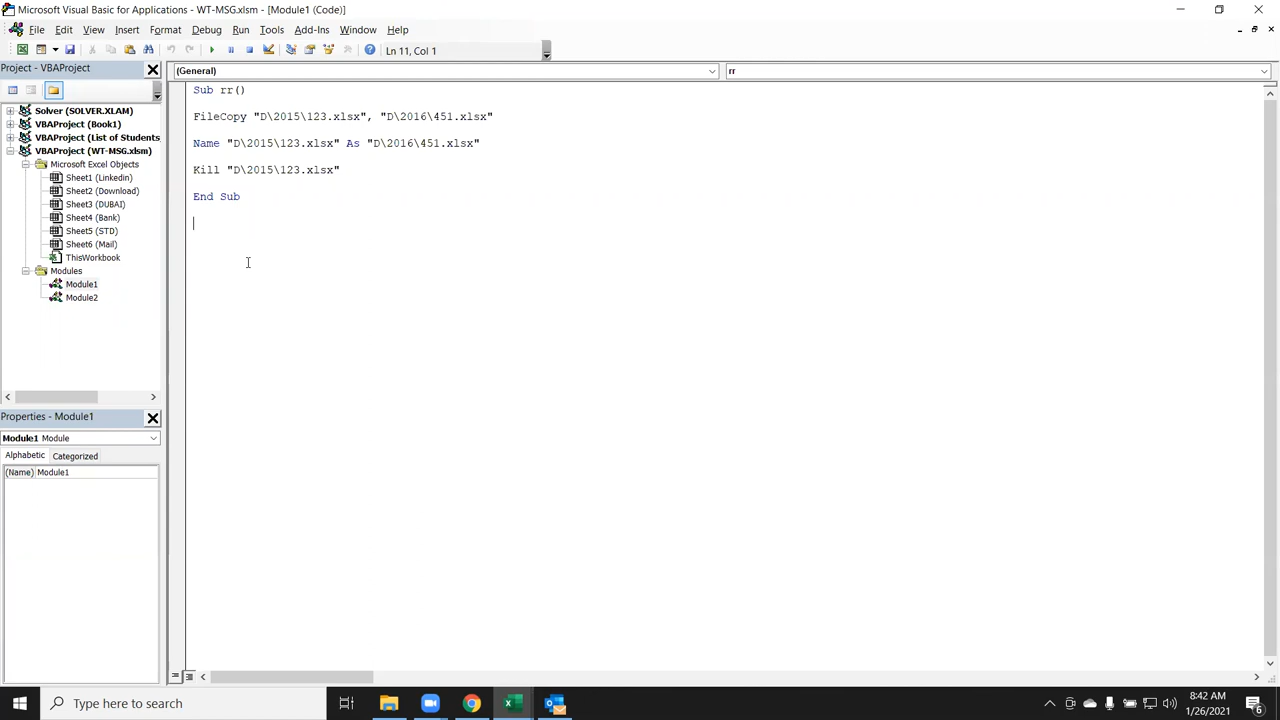 Microsoft Visual Basic for Applications - WT-MSG.xlsm - [Module1 (Code)]
File Edit View Insert Format Debug Run Tools Add-Ins Window Help
Ln 11, Col 1
Project - VBAProject
(General)
rr
Solver (SOLVER.XLAM)
VBAProject (Book1)
VBAProject (List of Students
VBAProject (WT-MSG.xlsm)
Microsoft Excel Objects
Sheet1 (Linkedin)
Sheet2 (Download)
Sheet3 (DUBAI)
Sheet4 (Bank)
Sheet5 (STD)
Sheet6 (Mail)
ThisWorkbook
Modules
Module1
Module2
Sub rr()
FileCopy "D\2015\123.xlsx", "D\2016\451.xlsx"
Name "D\2015\123.xlsx" As "D\2016\451.xlsx"
Kill "D\2015\123.xlsx"
End Sub
Properties - Module1
Module1 Module
Alphabetic Categorized
(Name) Module1
Type here to search
8:42 AM
1/26/2021
6